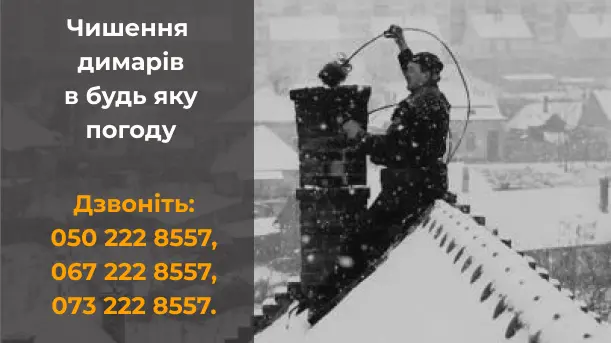 Чишення
димарів
в будь яку
погоду
Дзвоніть:
050 222 8557,
067 222 8557,
073 222 8557.